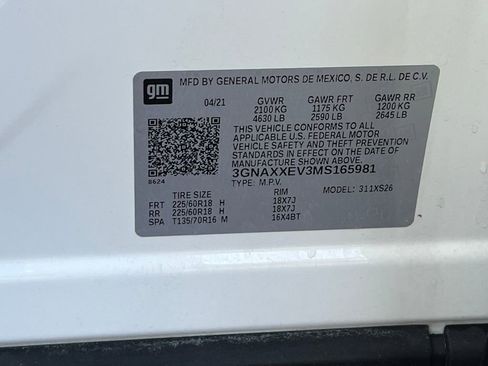 gm
MFD BY GENERAL MOTORS DE MEXICO, S. DE R.L. DE C.V.
04/21 GVWR GAWR FRT GAWR RR
2100 KG 1175 KG 1200 KG
4630 LB 2590 LB 2645 LB
THIS VEHICLE CONFORMS TO ALL
APPLICABLE U.S. FEDERAL MOTOR
VEHICLE SAFETY AND THEFT PREVENTION
STANDARDS IN EFFECT ON THE DATE OF
MANUFACTURE SHOWN ABOVE.
3GNAXXEV3MS165981
8624
TYPE: M.P.V. MODEL: 311XS26
TIRE SIZE RIM
FRT 225/60R18 H 18X7J
RR 225/60R18 H 18X7J
SPA T135/70R16 M 16X4BT